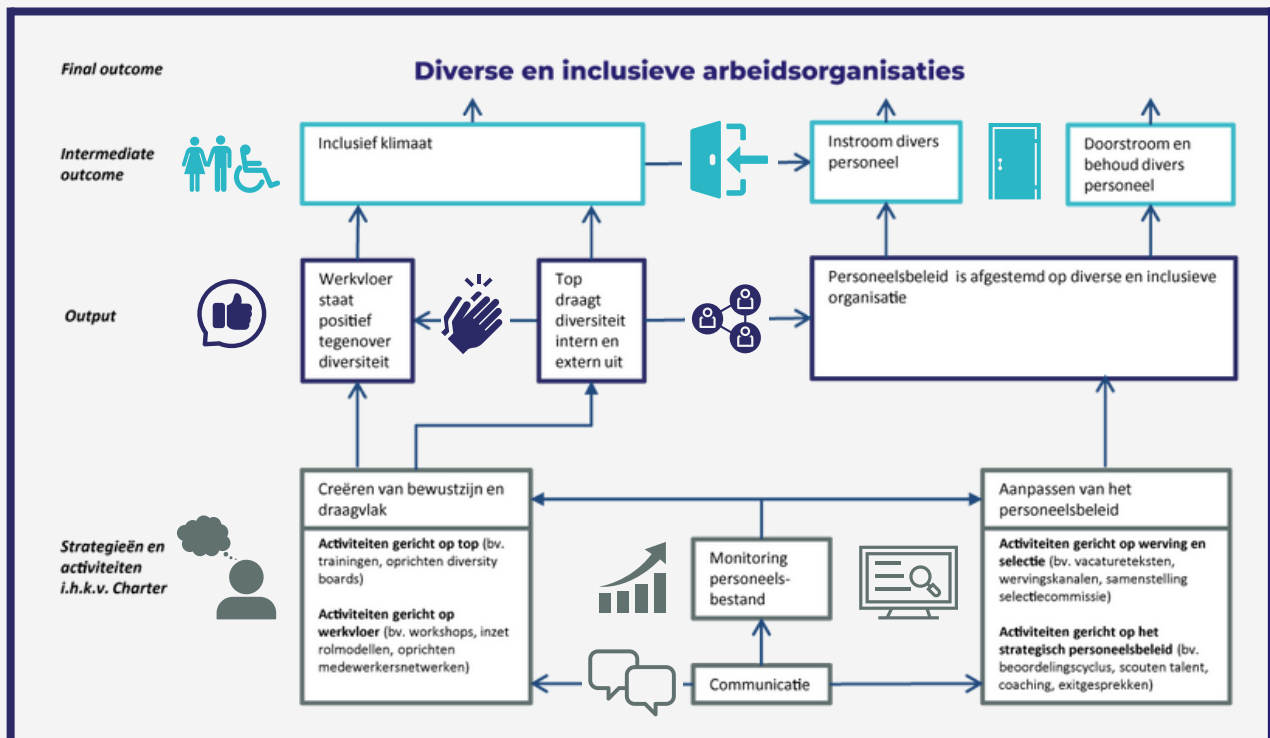 Final outcome
Diverse en inclusieve arbeidsorganisaties
Intermediate
outcome
Inclusief klimaat
Instroom divers
personeel
Doorstroom en
behoud divers
personeel
Output
Werkvloer
staat
positief
tegenover
diversiteit
Top
draagt
diversiteit
intern en
extern uit
Personeelsbeleid is afgestemd op diverse en inclusieve
organisatie
Strategieën en
activiteiten
i.h.k.v. Charter
Creëren van bewustzijn en
draagvlak
Activiteiten gericht op top (bv.
trainingen, oprichten diversity
boards)
Activiteiten gericht op
werkvloer (bv. workshops, inzet
rolmodellen, oprichten
medewerkersnetwerken)
Monitoring
personeels-
bestand
Communicatie
Aanpassen van het
personeelsbeleid
Activiteiten gericht op werving en
selectie (bv. vacatureteksten,
wervingskanalen, samenstelling
selectiecommissie)
Activiteiten gericht op het
strategisch personeelsbeleid (bv.
beoordelingscyclus, scouten talent,
coaching, exitgesprekken)